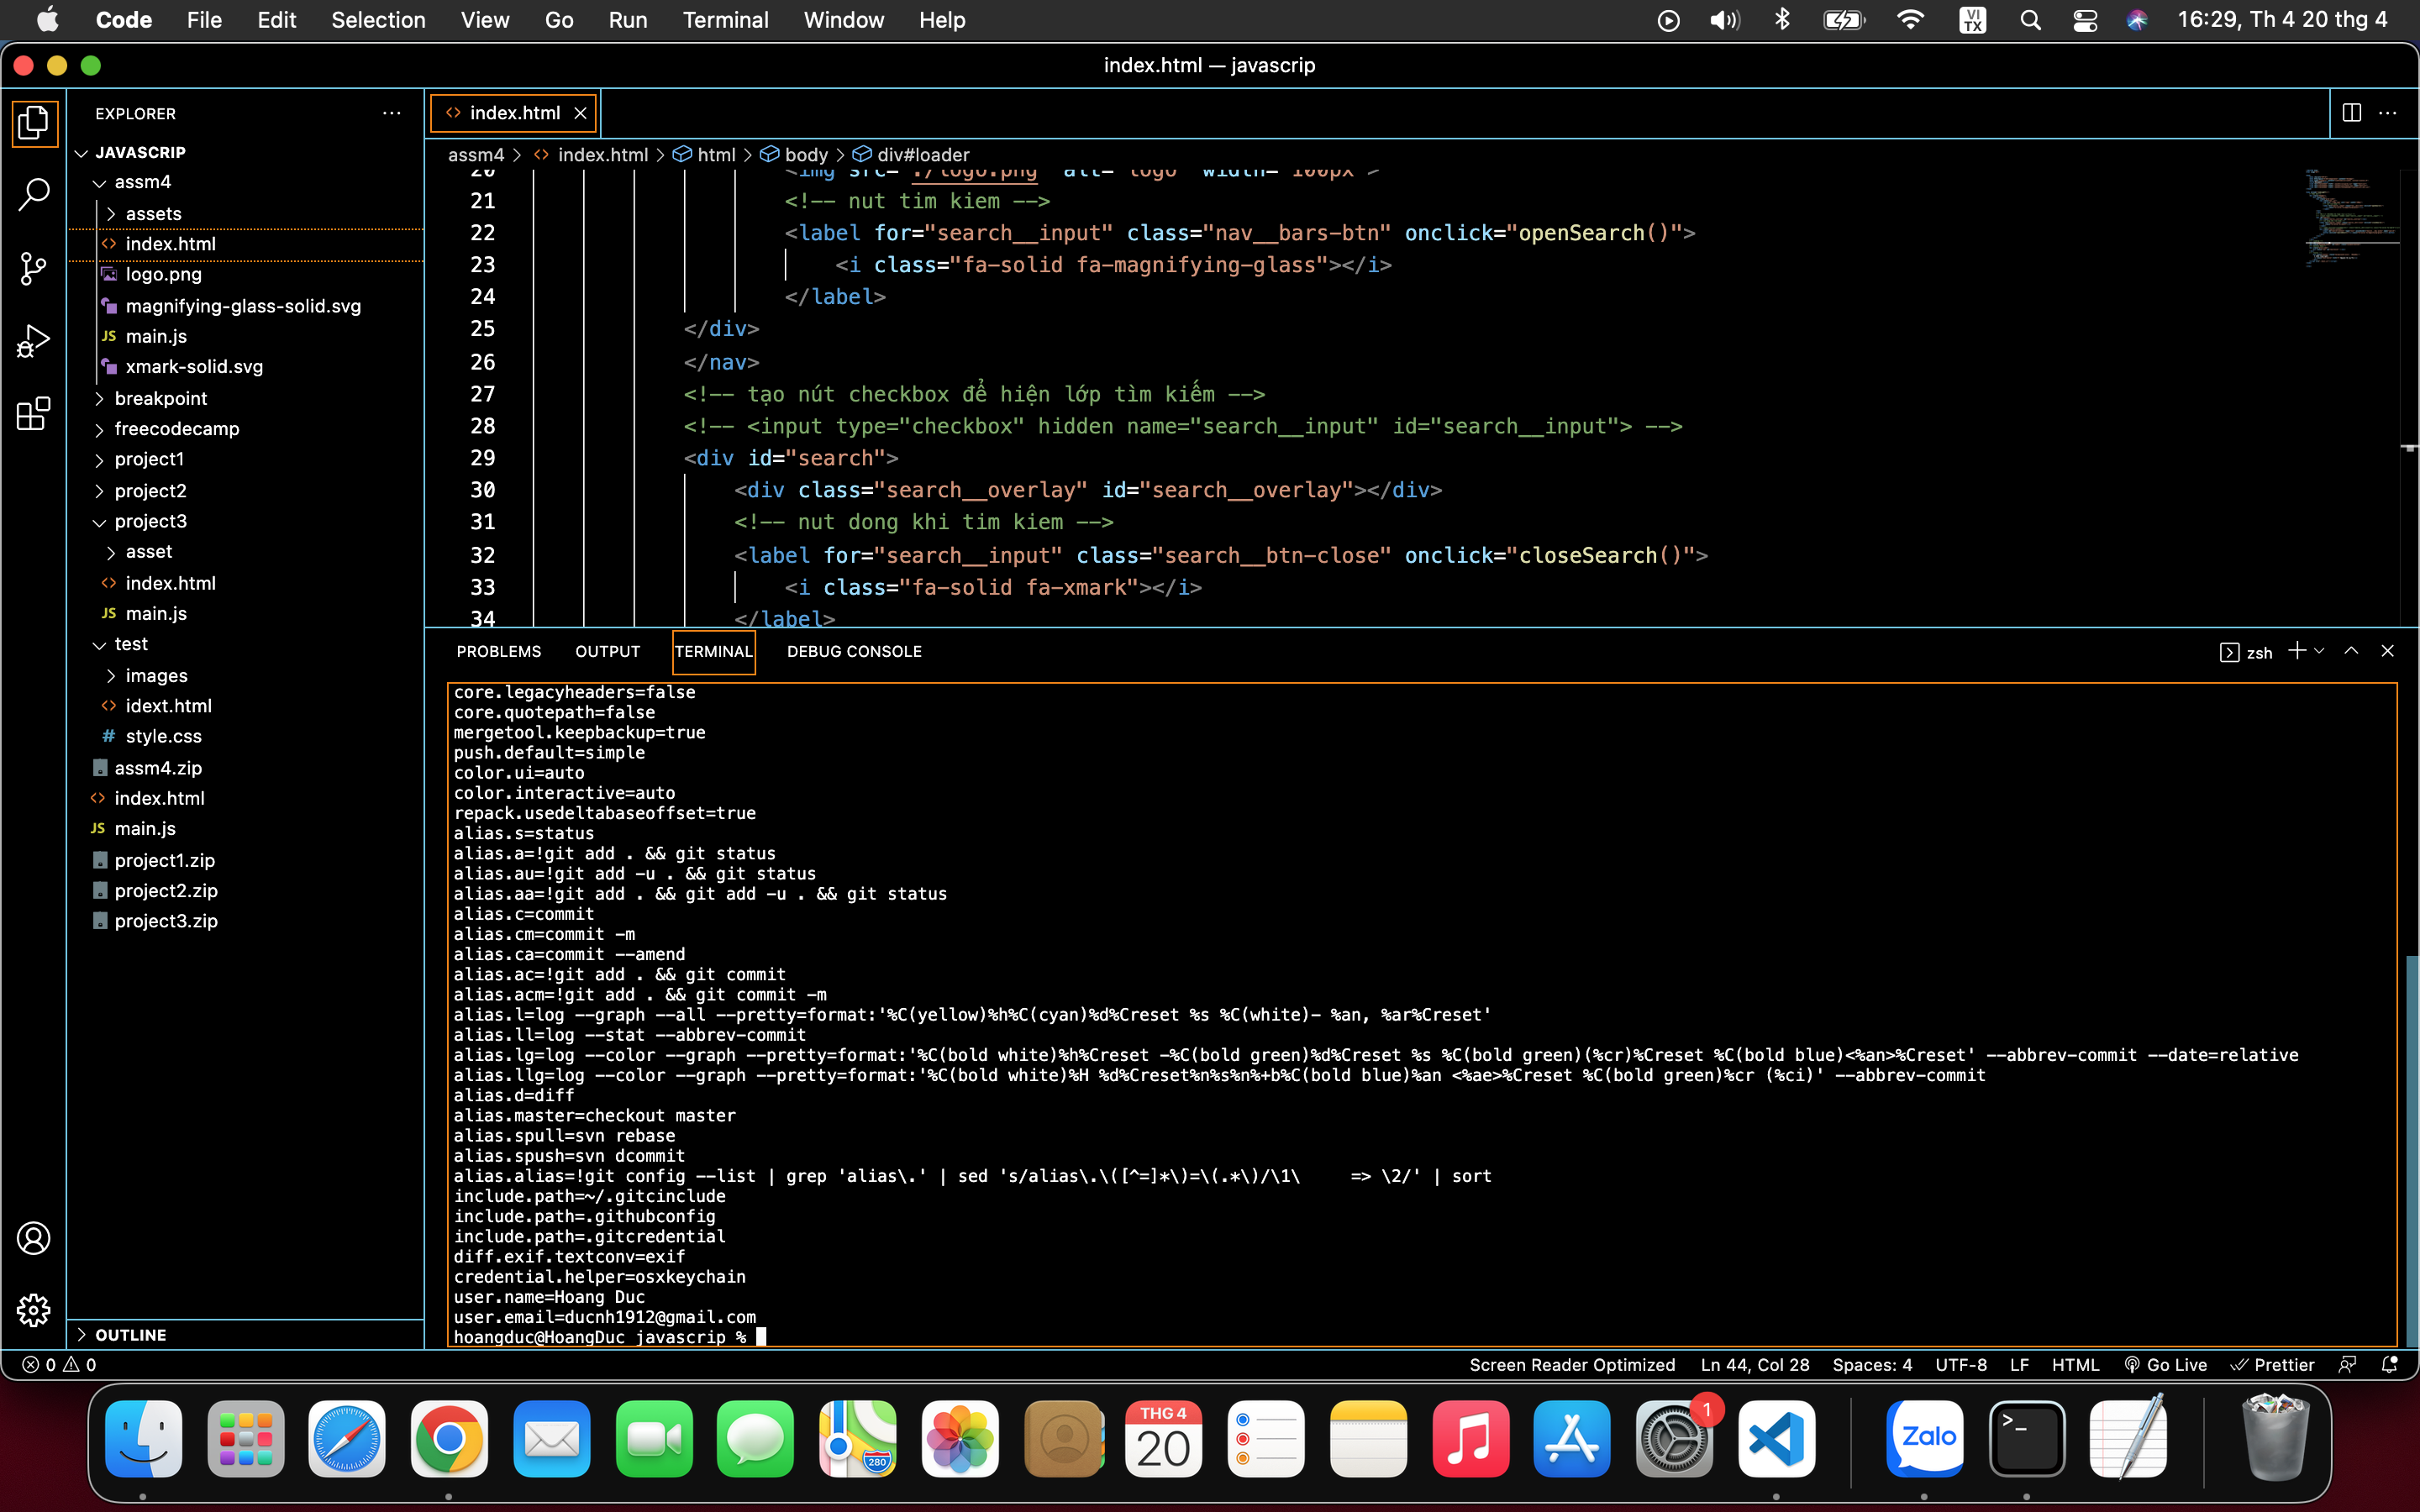 Code File Edit Selection View Go Run Terminal Window Help
VI TX
16:29, Th 4 20 thg 4
index.html — javascrip
EXPLORER
JAVASCRIP
assm4
assets
index.html
logo.png
magnifying-glass-solid.svg
JS main.js
xmark-solid.svg
breakpoint
freecodecamp
project1
project2
project3
asset
index.html
JS main.js
test
images
idext.html
# style.css
assm4.zip
index.html
JS main.js
project1.zip
project2.zip
project3.zip
OUTLINE
index.html
assm4 > index.html > html > body > div#loader
20 <img src="./logo.png" alt="logo" width="100px">
21 <!-- nut tim kiem -->
22 <label for="search__input" class="nav__bars-btn" onclick="openSearch()">
23 <i class="fa-solid fa-magnifying-glass"></i>
24 </label>
25 </div>
26 </nav>
27 <!-- tạo nút checkbox để hiện lớp tìm kiếm -->
28 <!-- <input type="checkbox" hidden name="search__input" id="search__input"> -->
29 <div id="search">
30 <div class="search__overlay" id="search__overlay"></div>
31 <!-- nut dong khi tim kiem -->
32 <label for="search__input" class="search__btn-close" onclick="closeSearch()">
33 <i class="fa-solid fa-xmark"></i>
34 </label>
PROBLEMS OUTPUT TERMINAL DEBUG CONSOLE
zsh
core.legacyheaders=false
core.quotepath=false
mergetool.keepbackup=true
push.default=simple
color.ui=auto
color.interactive=auto
repack.usedeltabaseoffset=true
alias.s=status
alias.a=!git add . && git status
alias.au=!git add -u . && git status
alias.aa=!git add . && git add -u . && git status
alias.c=commit
alias.cm=commit -m
alias.ca=commit --amend
alias.ac=!git add . && git commit
alias.acm=!git add . && git commit -m
alias.l=log --graph --all --pretty=format:'%C(yellow)%h%C(cyan)%d%Creset %s %C(white)- %an, %ar%Creset'
alias.ll=log --stat --abbrev-commit
alias.lg=log --color --graph --pretty=format:'%C(bold white)%h%Creset -%C(bold green)%d%Creset %s %C(bold green)(%cr)%Creset %C(bold blue)<%an>%Creset' --abbrev-commit --date=relative
alias.llg=log --color --graph --pretty=format:'%C(bold white)%H %d%Creset%n%s%n%+b%C(bold blue)%an <%ae>%Creset %C(bold green)%cr (%ci)' --abbrev-commit
alias.d=diff
alias.master=checkout master
alias.spull=svn rebase
alias.spush=svn dcommit
alias.alias=!git config --list | grep 'alias\.' | sed 's/alias\.\([^=]*\)=\(.*\)/\1\     => \2/' | sort
include.path=~/.gitcinclude
include.path=.githubconfig
include.path=.gitcredential
diff.exif.textconv=exif
credential.helper=osxkeychain
user.name=Hoang Duc
user.email=ducnh1912@gmail.com
hoangduc@HoangDuc javascrip %
0 0
Screen Reader Optimized Ln 44, Col 28 Spaces: 4 UTF-8 LF HTML Go Live Prettier
280
THG 4
20
1
Zalo
>_